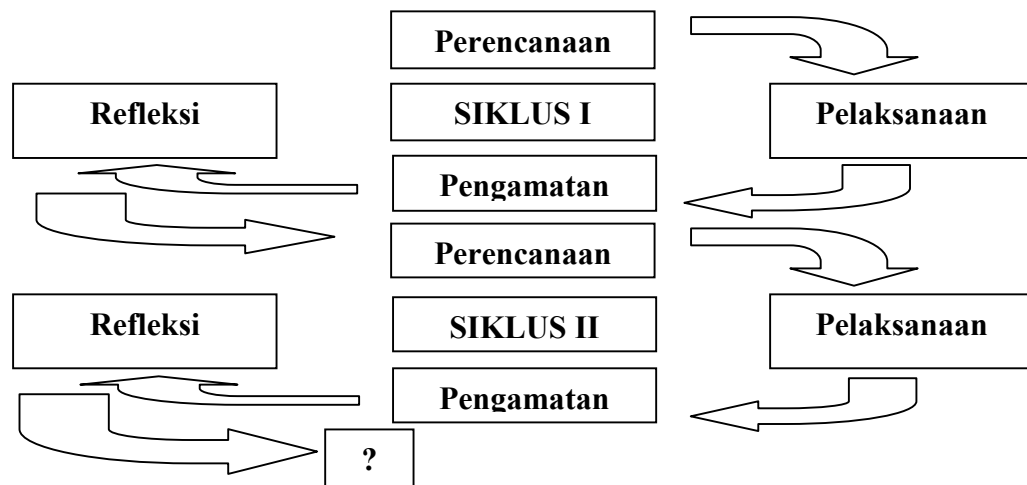 Perencanaan
Refleksi
SIKLUS I
Pelaksanaan
Pengamatan
Perencanaan
Refleksi
SIKLUS II
Pelaksanaan
Pengamatan
?